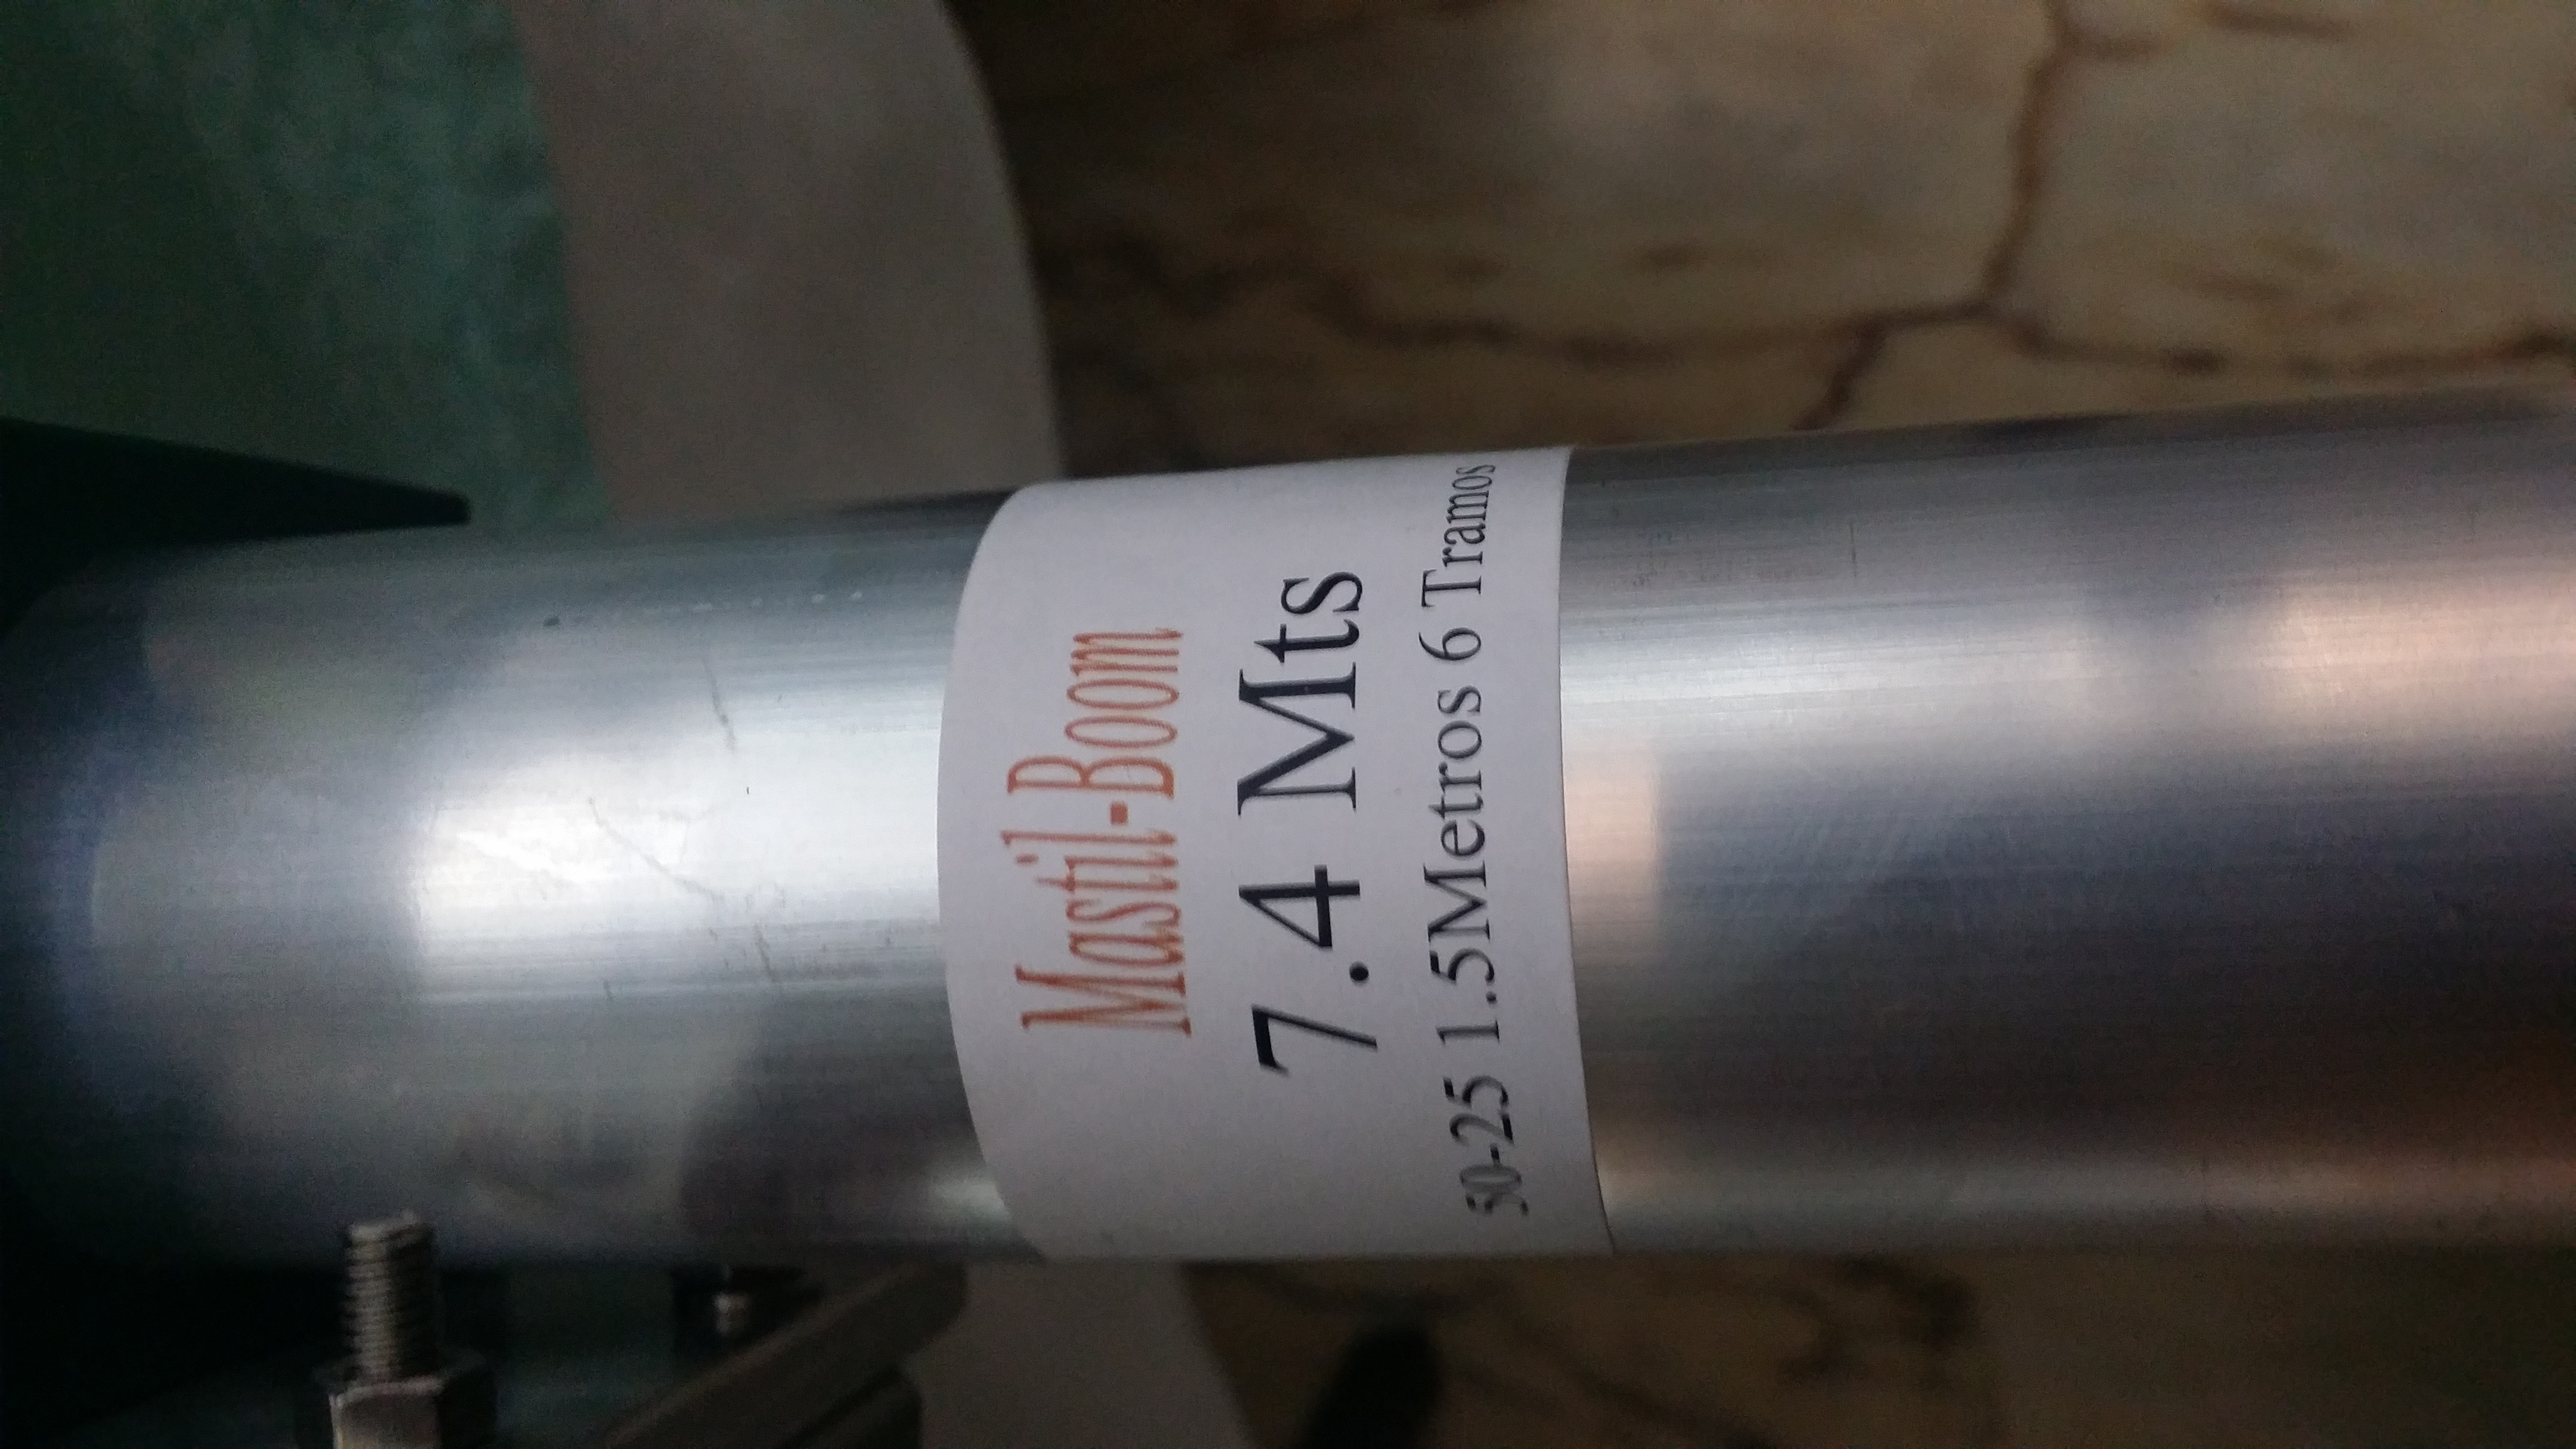 Mastil-Boom
7.4 Mts
50-25 1.5Metros 6 Tramos